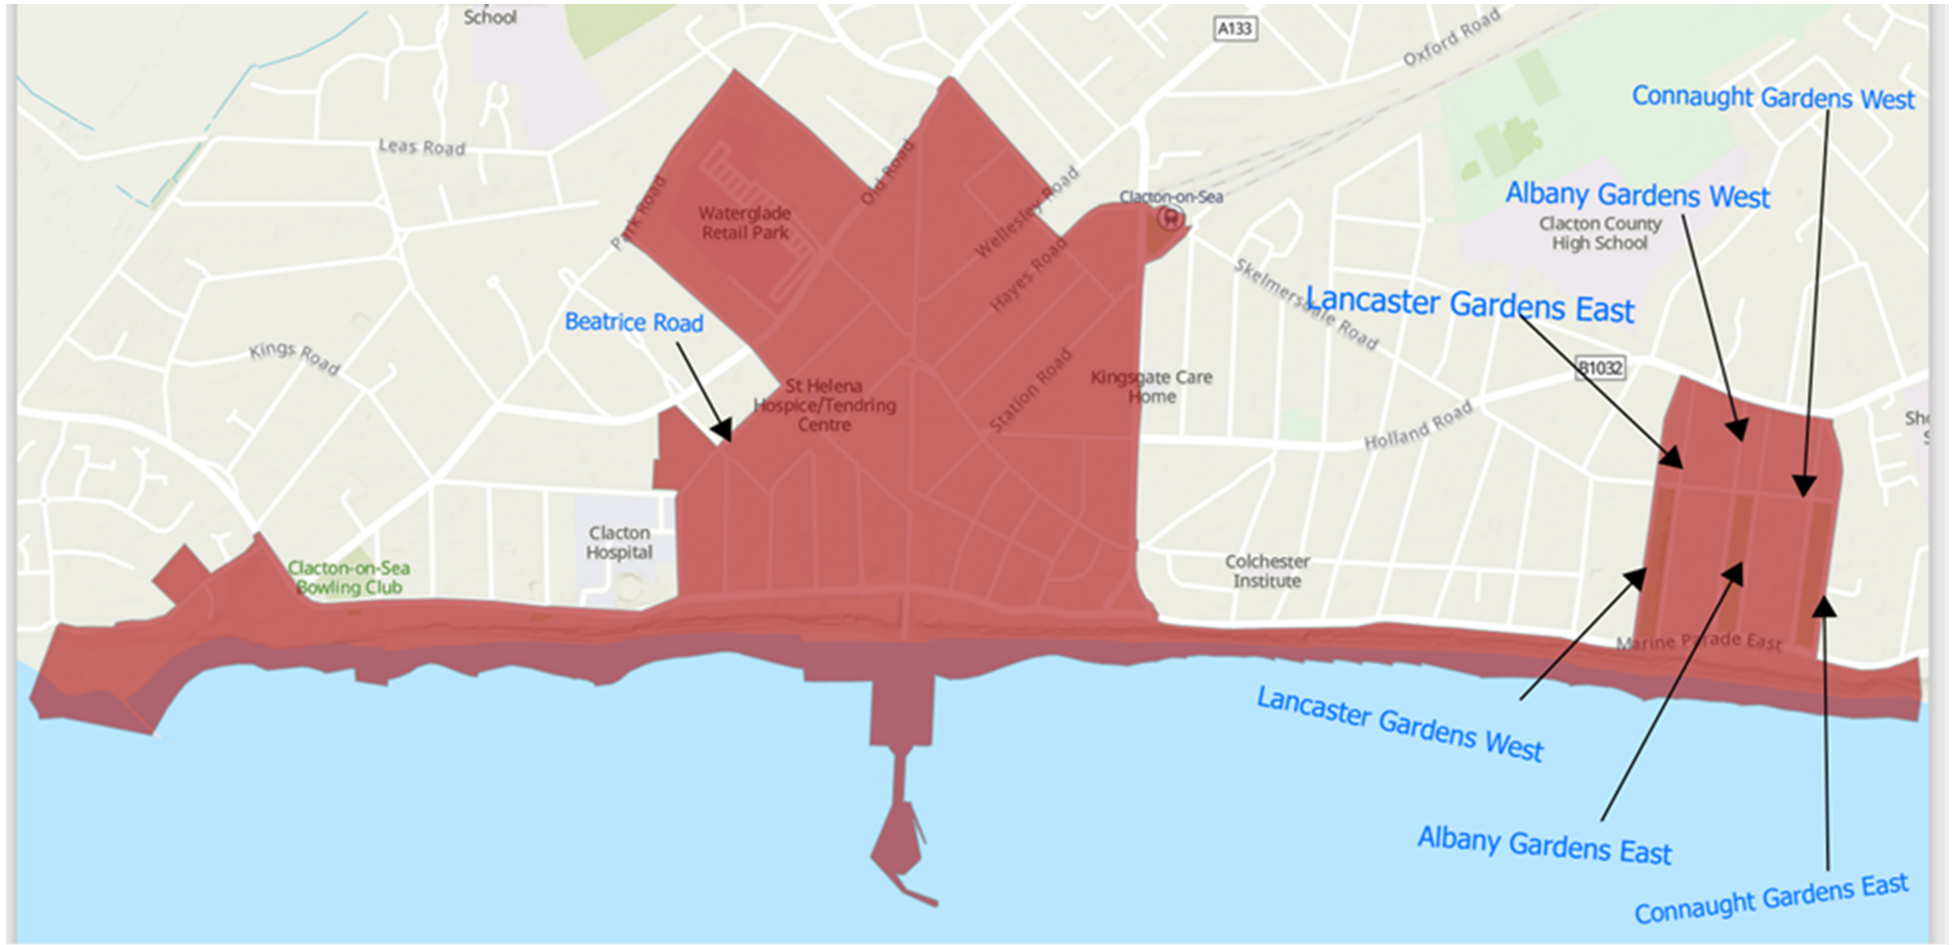 School
A133
Oxford Road
Connaught Gardens West
Leas Road
Old Road
Albany Gardens West
Park Road
Waterglade
Retail Park
Wellesley Road
Clacton-on-Sea
Clacton County
High School
Hayes Road
Skelmersdale Road
Lancaster Gardens East
Beatrice Road
Kings Road
B1032
St Helena
Hospice/Tendring
Centre
Station Road
Kingsgate Care
Home
Holland Road
Clacton
Hospital
Clacton-on-Sea
Bowling Club
Colchester
Institute
Marine Parade East
Lancaster Gardens West
Albany Gardens East
Connaught Gardens East